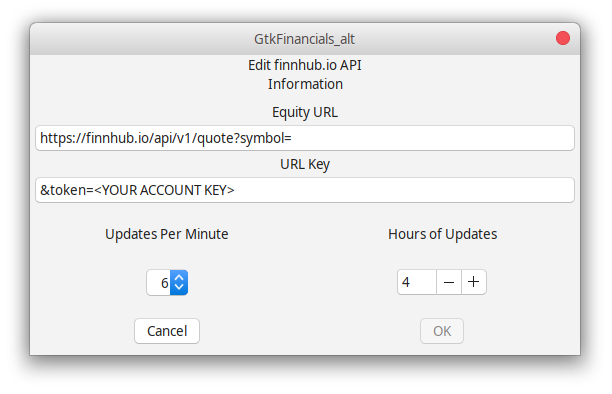 GtkFinancials_alt
Edit finnhub.io API
Information
Equity URL
https://finnhub.io/api/v1/quote?symbol=
URL Key
&token=<YOUR ACCOUNT KEY>
Updates Per Minute
Hours of Updates
6
4
Cancel
OK